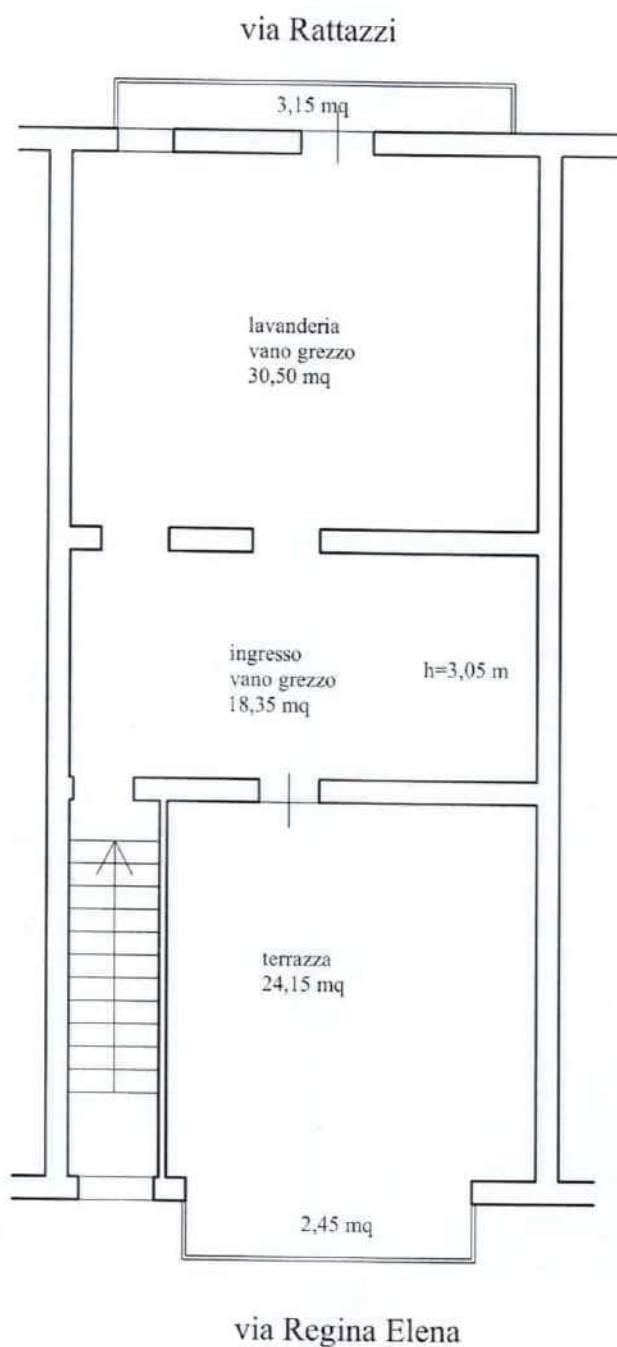 via Rattazzi
3,15 mq
lavanderia
vano grezzo
30,50 mq
ingresso
vano grezzo
18,35 mq
h=3,05 m
terrazza
24,15 mq
2,45 mq
via Regina Elena